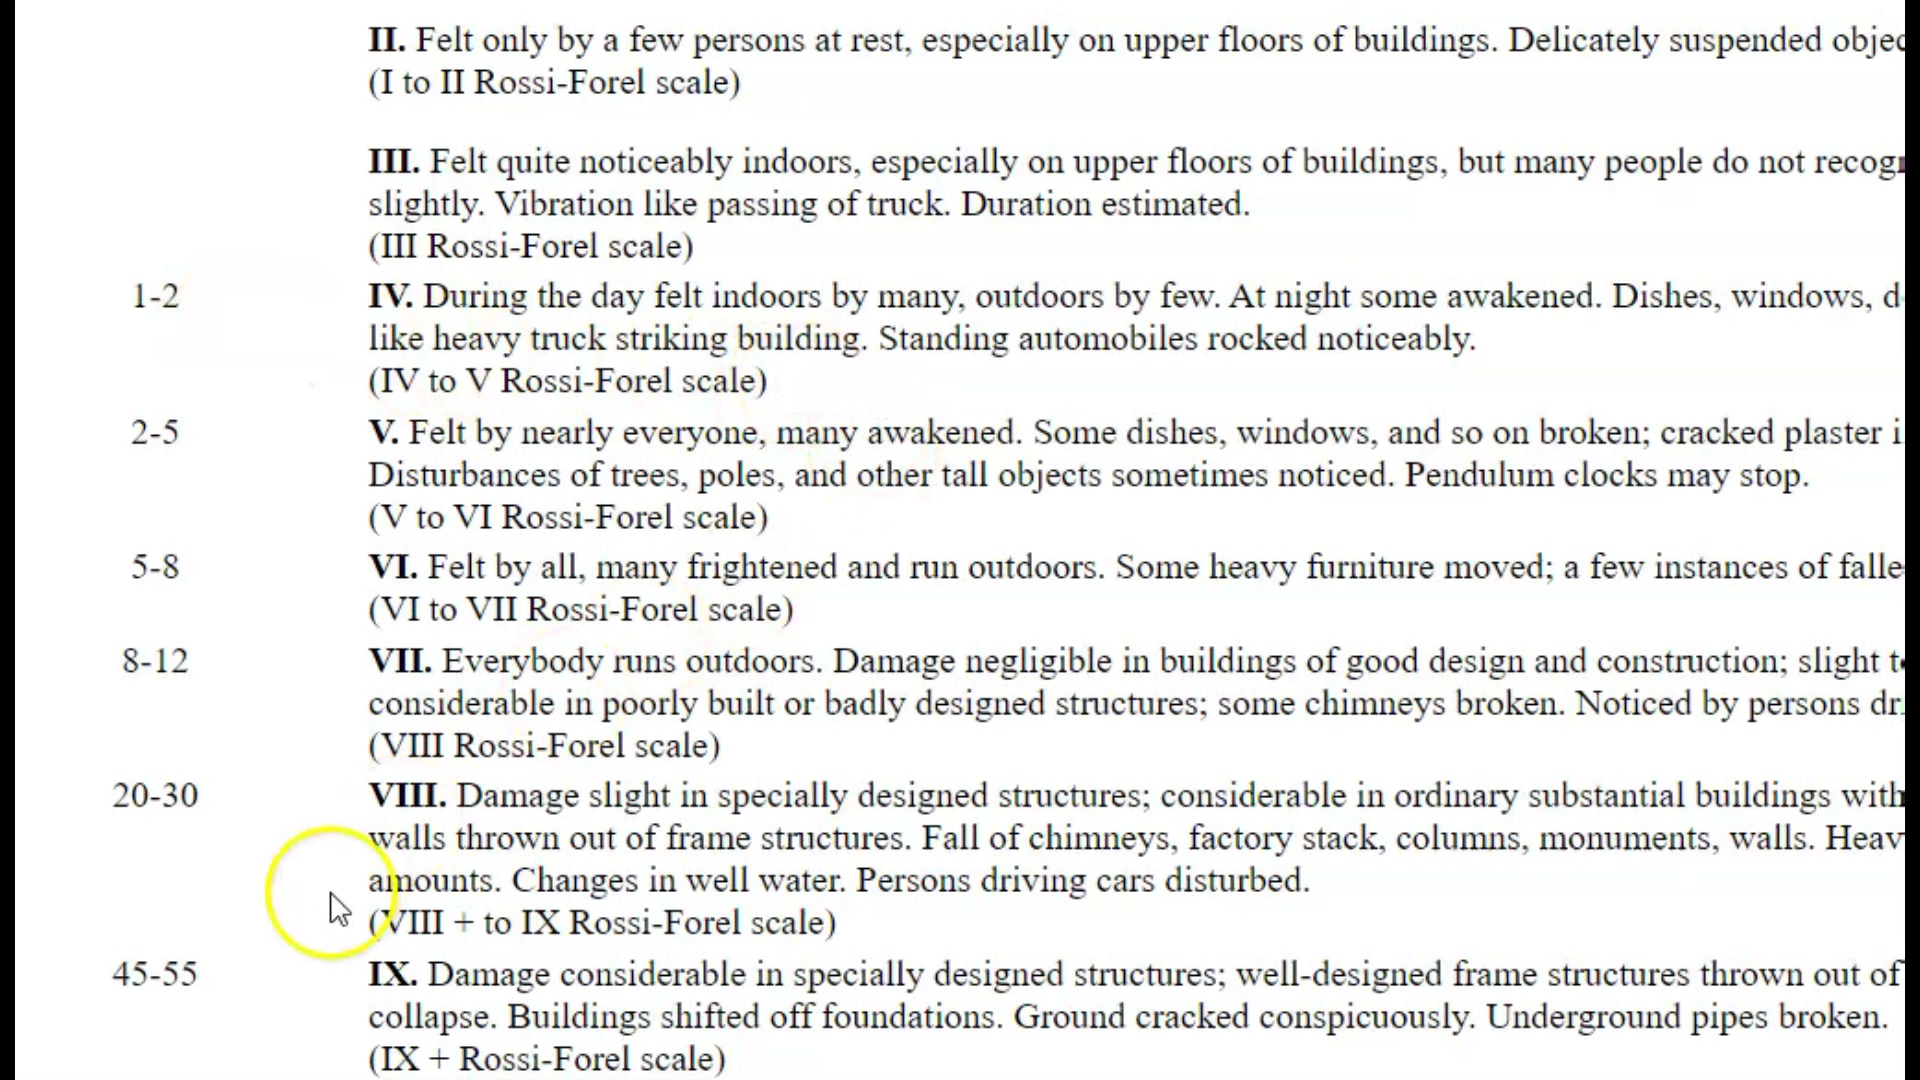 II. Felt only by a few persons at rest, especially on upper floors of buildings. Delicately suspended
(I to II Rossi-Forel scale)
III. Felt quite noticeably indoors, especially on upper floors of buildings, but many people do not
slightly. Vibration like passing of truck. Duration estimated.
(III Rossi-Forel scale)
1-2 IV. During the day felt indoors by many, outdoors by few. At night some awakened. Dishes, windows,
like heavy truck striking building. Standing automobiles rocked noticeably.
(IV to V Rossi-Forel scale)
2-5 V. Felt by nearly everyone, many awakened. Some dishes, windows, and so on broken; cracked plaster
Disturbances of trees, poles, and other tall objects sometimes noticed. Pendulum clocks may stop.
(V to VI Rossi-Forel scale)
5-8 VI. Felt by all, many frightened and run outdoors. Some heavy furniture moved; a few instances of
(VI to VII Rossi-Forel scale)
8-12 VII. Everybody runs outdoors. Damage negligible in buildings of good design and construction; slight
considerable in poorly built or badly designed structures; some chimneys broken. Noticed by persons
(VIII Rossi-Forel scale)
20-30 VIII. Damage slight in specially designed structures; considerable in ordinary substantial buildings with
walls thrown out of frame structures. Fall of chimneys, factory stack, columns, monuments, walls.
amounts. Changes in well water. Persons driving cars disturbed.
(VIII + to IX Rossi-Forel scale)
45-55 IX. Damage considerable in specially designed structures; well-designed frame structures thrown out of
collapse. Buildings shifted off foundations. Ground cracked conspicuously. Underground pipes broken.
(IX + Rossi-Forel scale)